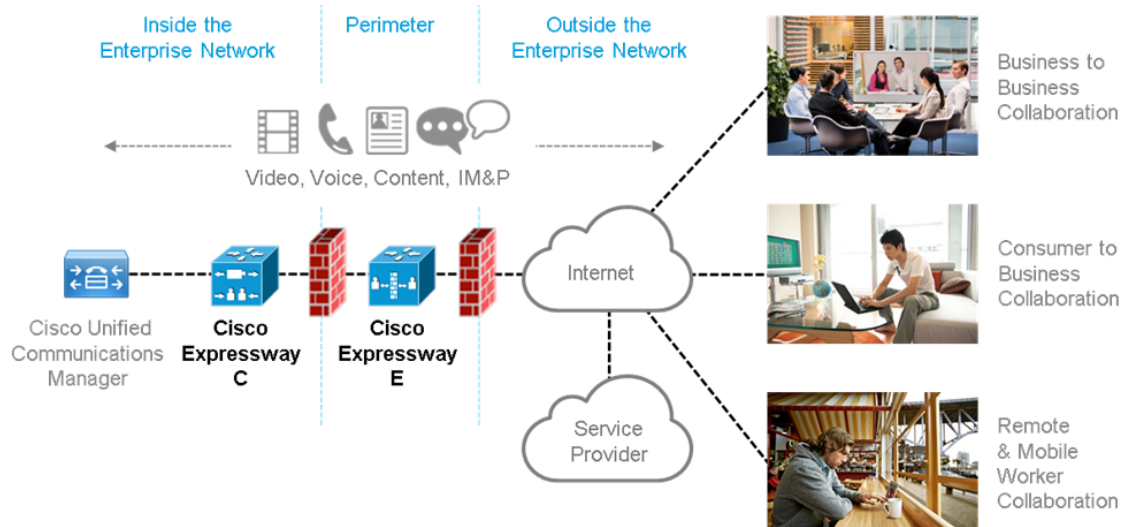 Inside the
Enterprise Network
Perimeter
Outside the
Enterprise Network
Video, Voice, Content, IM&P
Cisco Unified
Communications
Manager
Cisco
Expressway
C
Cisco
Expressway
E
Internet
Service
Provider
Business to
Business
Collaboration
Consumer to
Business
Collaboration
Remote
& Mobile
Worker
Collaboration